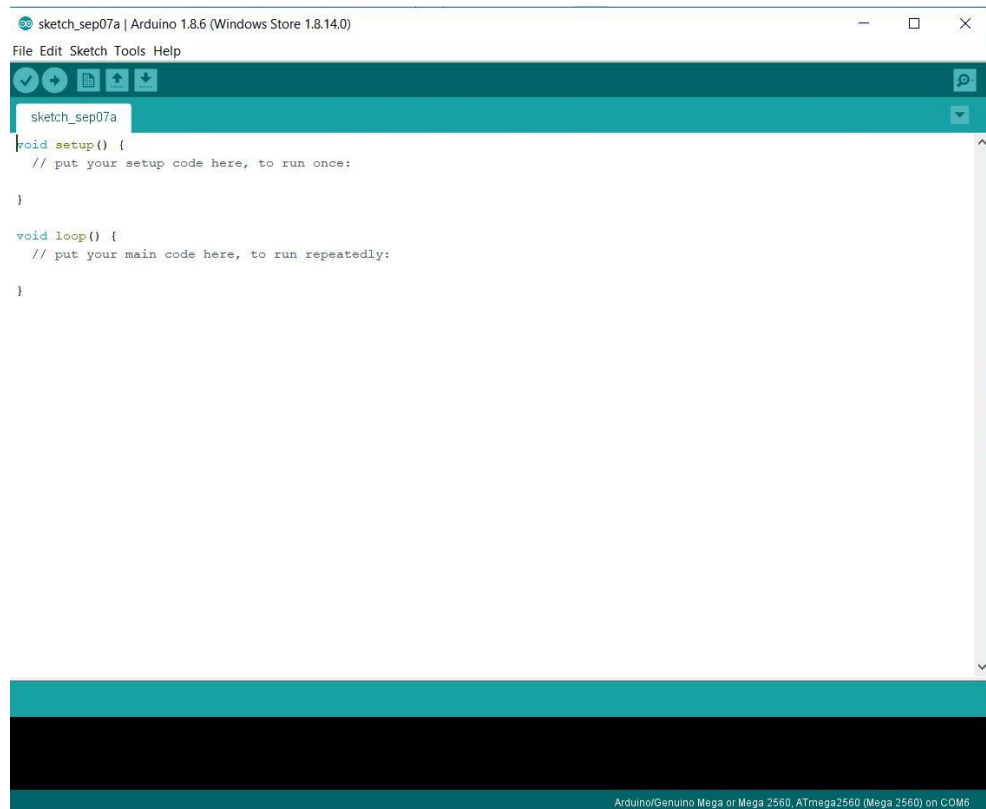 sketch_sep07a | Arduino 1.8.6 (Windows Store 1.8.14.0)
File Edit Sketch Tools Help
sketch_sep07a
void setup() {
  // put your setup code here, to run once:
}
void loop() {
  // put your main code here, to run repeatedly:
}
Arduino/Genuino Mega or Mega 2560, ATmega2560 (Mega 2560) on COM6